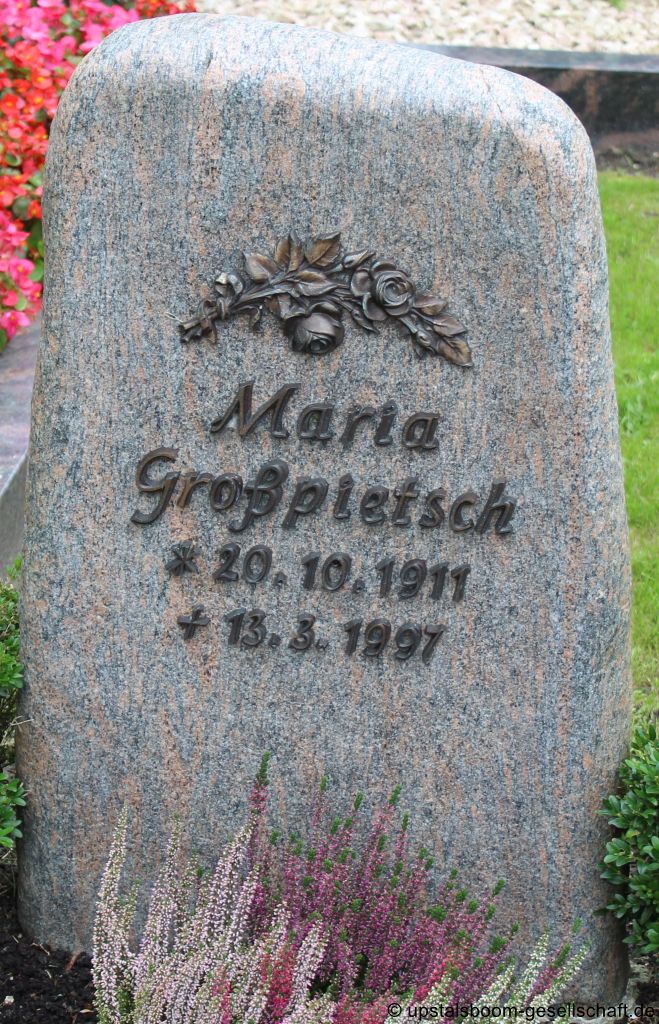 Maria
Großpietsch
* 20. 10. 1911
+ 13. 3. 1997
© upstalsboom-gesellschaft.de